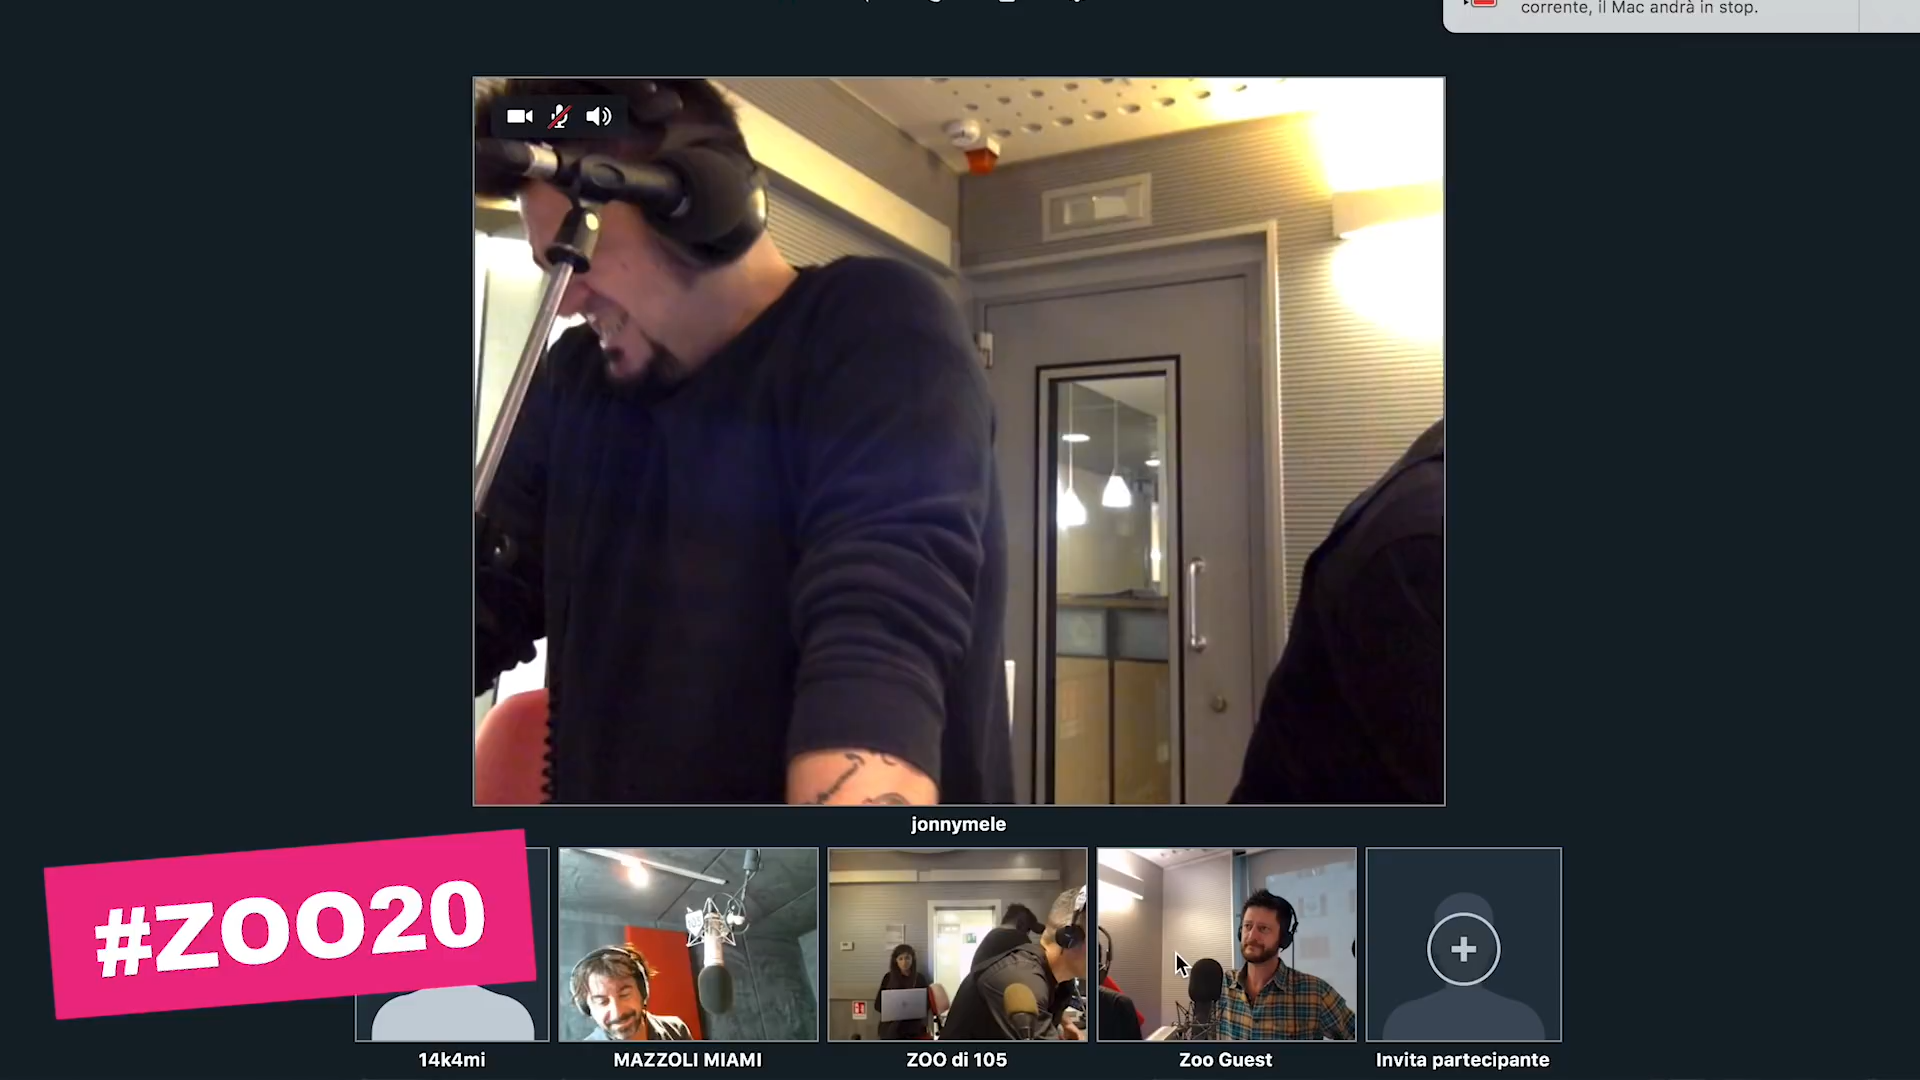 corrente, il Mac andrà in stop.
jonnymele
#ZOO20
14k4mi
MAZZOLI MIAMI
ZOO di 105
Zoo Guest
Invita partecipante